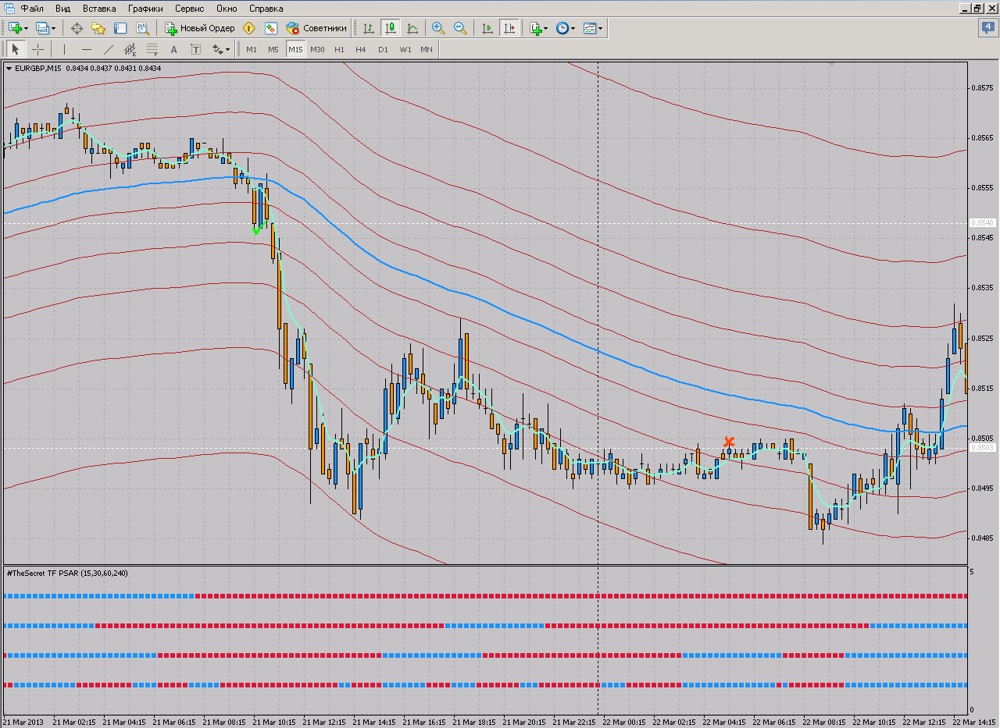 Файл Вид Вставка Графики Сервис Окно Справка
Новый Ордер Советники 4
A T M1 M5 M15 M30 H1 H4 D1 W1 MN
EURGBP,M15 0.8434 0.8437 0.8431 0.8434
0.8575
0.8565
0.8555
0.8548
0.8545
0.8535
0.8525
0.8515
0.8505
0.8503
0.8495
0.8485
#TheSecret TF PSAR (15,30,60,240)
5
0
21 Mar 2013 21 Mar 02:15 21 Mar 04:15 21 Mar 06:15 21 Mar 08:15 21 Mar 10:15 21 Mar 12:15 21 Mar 14:15 21 Mar 16:15 21 Mar 18:15 21 Mar 20:15 21 Mar 22:15 22 Mar 00:15 22 Mar 02:15 22 Mar 04:15 22 Mar 06:15 22 Mar 08:15 22 Mar 10:15 22 Mar 12:15 22 Mar 14:15